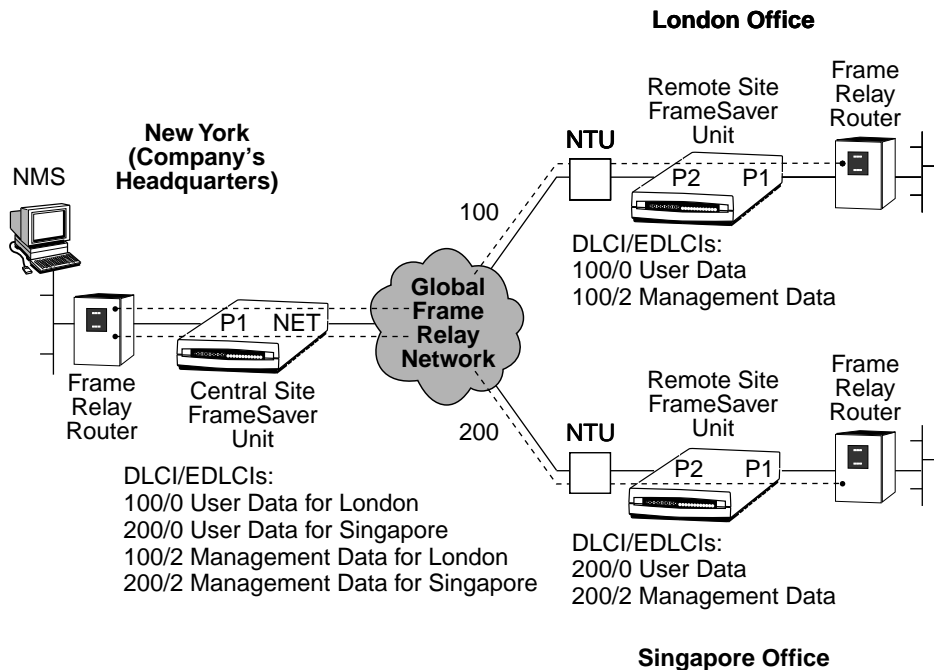 London Office
Remote Site
FrameSaver
Unit
Frame
Relay
Router
New York
(Company's
Headquarters)
NMS
NTU
P2
P1
100
DLCI/EDLCIs:
100/0 User Data
100/2 Management Data
Global
Frame
Relay
Network
P1
NET
Frame
Relay
Router
Central Site
FrameSaver
Unit
200
NTU
Remote Site
FrameSaver
Unit
Frame
Relay
Router
P2
P1
DLCI/EDLCIs:
100/0 User Data for London
200/0 User Data for Singapore
100/2 Management Data for London
200/2 Management Data for Singapore
DLCI/EDLCIs:
200/0 User Data
200/2 Management Data
Singapore Office